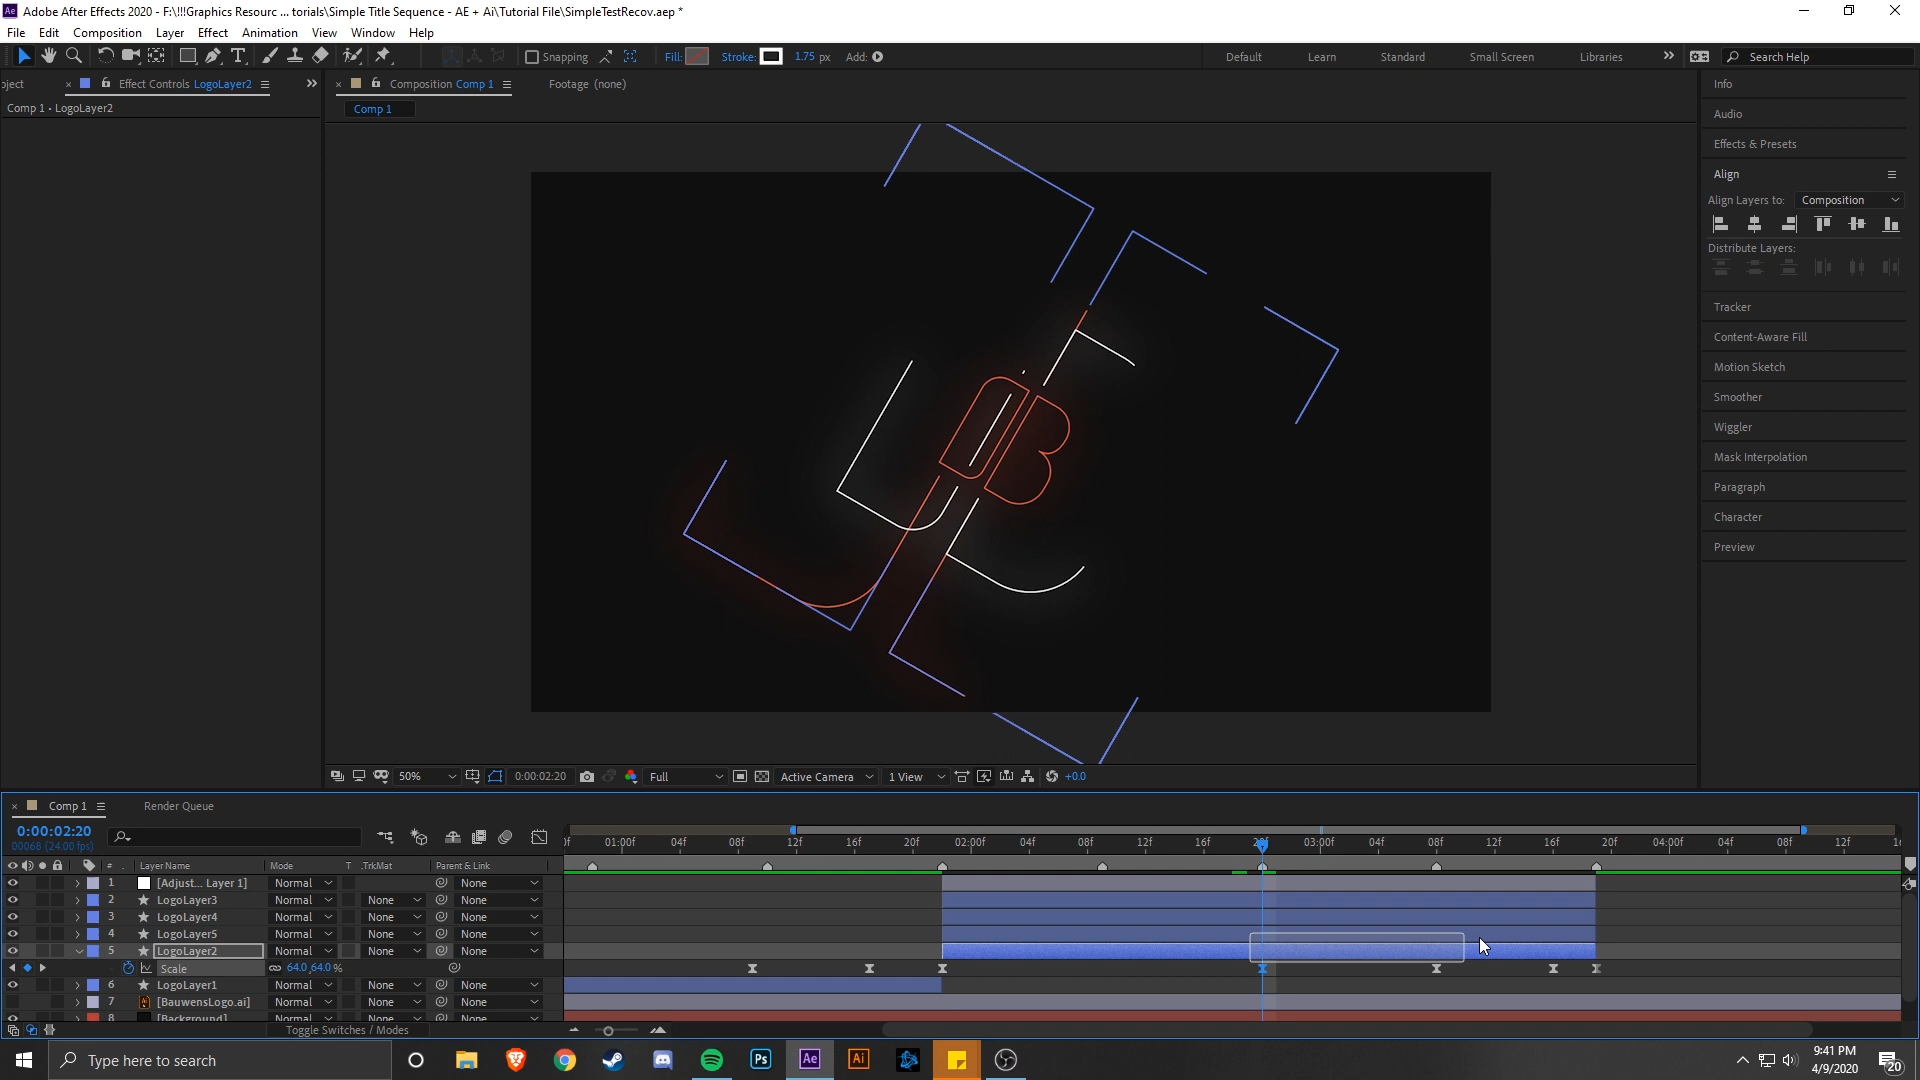 Ae Adobe After Effects 2020 - F:\!!!Graphics Resourc ... torials\Simple Title Sequence - AE + Ai\Tutorial File\SimpleTestRecov.aep *
File Edit Composition Layer Effect Animation View Window Help
Snapping Fill: Stroke: 1.75 px Add: Default Learn Standard Small Screen Libraries Search Help
oject Effect Controls LogoLayer2 Composition Comp 1 Footage (none)
Comp 1 • LogoLayer2
Comp 1
Info
Audio
Effects & Presets
Align
Align Layers to: Composition
Distribute Layers:
Tracker
Content-Aware Fill
Motion Sketch
Smoother
Wiggler
Mask Interpolation
Paragraph
Character
Preview
50% 0:00:02:20 Full Active Camera 1 View +0.0
Comp 1 Render Queue
0:00:02:20
00068 (24.00 fps)
01:00f 04f 08f 12f 16f 20f 02:00f 04f 08f 12f 16f 20f 03:00f 04f 08f 12f 16f 20f 04:00f 04f 08f 12f
# Layer Name Mode T .TrkMat Parent & Link
1 [Adjust... Layer 1] Normal None
2 LogoLayer3 Normal None None
3 LogoLayer4 Normal None None
4 LogoLayer5 Normal None None
5 LogoLayer2 Normal None None
Scale 64.0,64.0%
6 LogoLayer1 Normal None None
7 [BauwensLogo.ai] Normal None None
8 [Background] Normal None None
Toggle Switches / Modes
Type here to search Ps Ae Ai
9:41 PM
4/9/2020
20